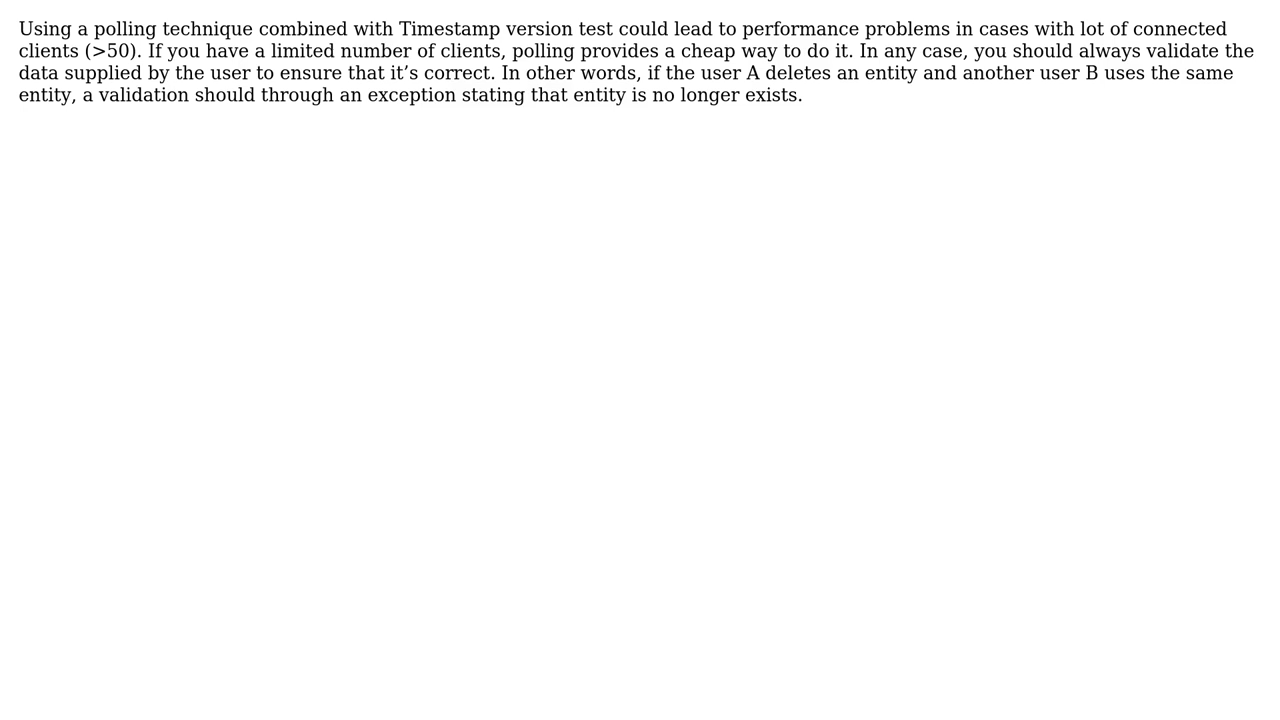 Using a polling technique combined with Timestamp version test could lead to performance problems in cases with lot of connected
clients (>50). If you have a limited number of clients, polling provides a cheap way to do it. In any case, you should always validate the
data supplied by the user to ensure that it’s correct. In other words, if the user A deletes an entity and another user B uses the same
entity, a validation should through an exception stating that entity is no longer exists.